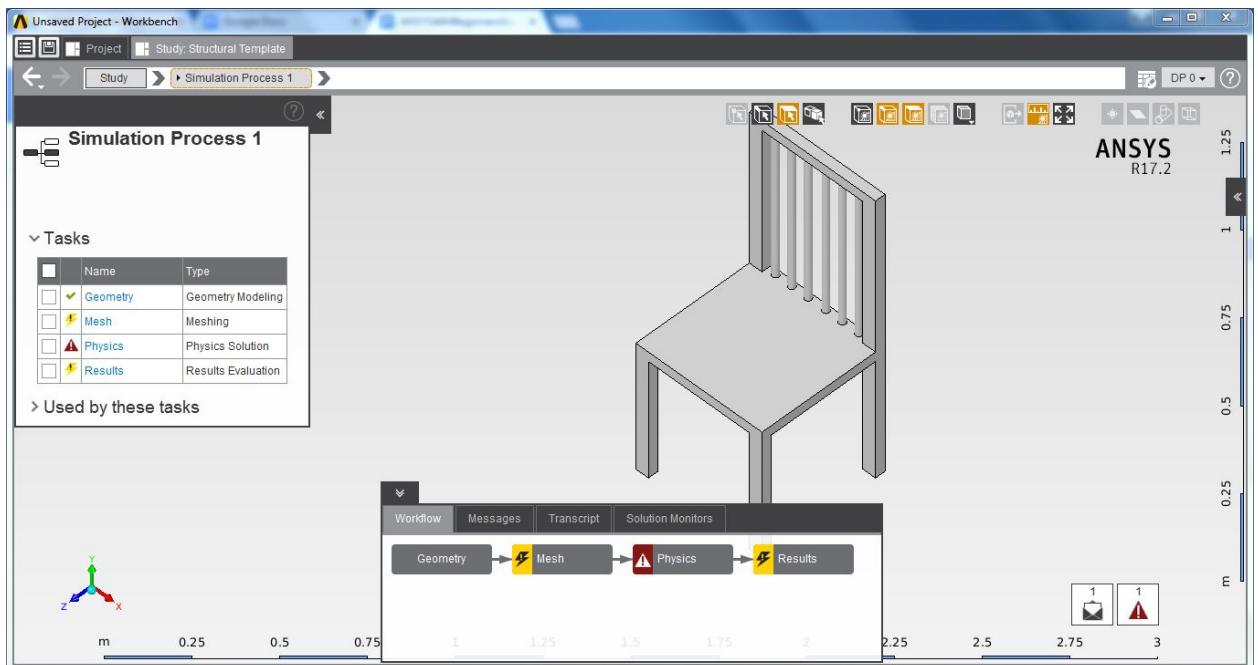 Unsaved Project - Workbench
Project
Study: Structural Template
Study
Simulation Process 1
DP 0
?
?
Simulation Process 1
Tasks
Name Type
Geometry Geometry Modeling
Mesh Meshing
Physics Physics Solution
Results Results Evaluation
Used by these tasks
ANSYS
R17.2
1.25
1
0.75
0.5
0.25
m
Workflow Messages Transcript Solution Monitors
Geometry Mesh Physics Results
Y
Z
X
1 1
m 0.25 0.5 0.75 1 1.25 1.5 1.75 2 2.25 2.5 2.75 3